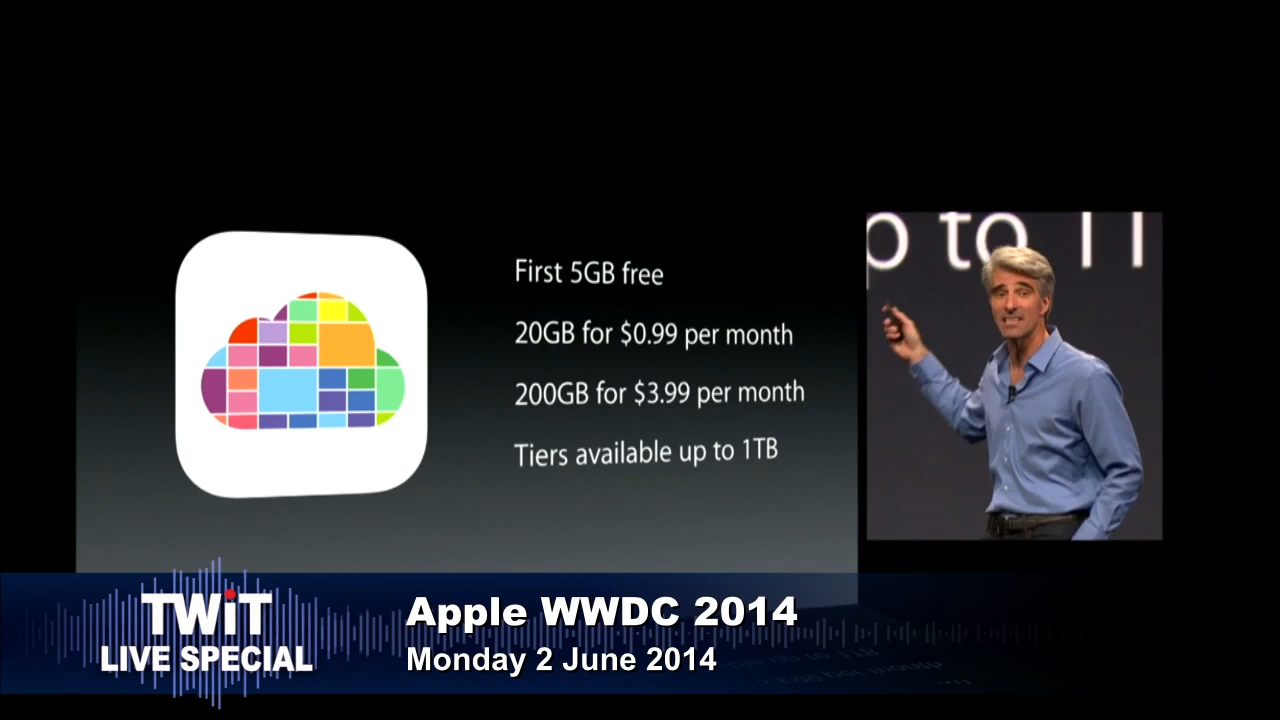 First 5GB free
20GB for $0.99 per month
200GB for $3.99 per month
Tiers available up to 1TB
p to 1T
TWiT
LIVE SPECIAL
Apple WWDC 2014
Monday 2 June 2014